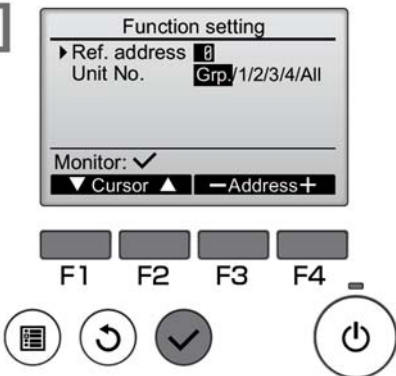 Function setting
▶Ref. address 0
Unit No. Grp./1/2/3/4/All
Monitor: ✓
▼ Cursor ▲ −Address+
F1 F2 F3 F4